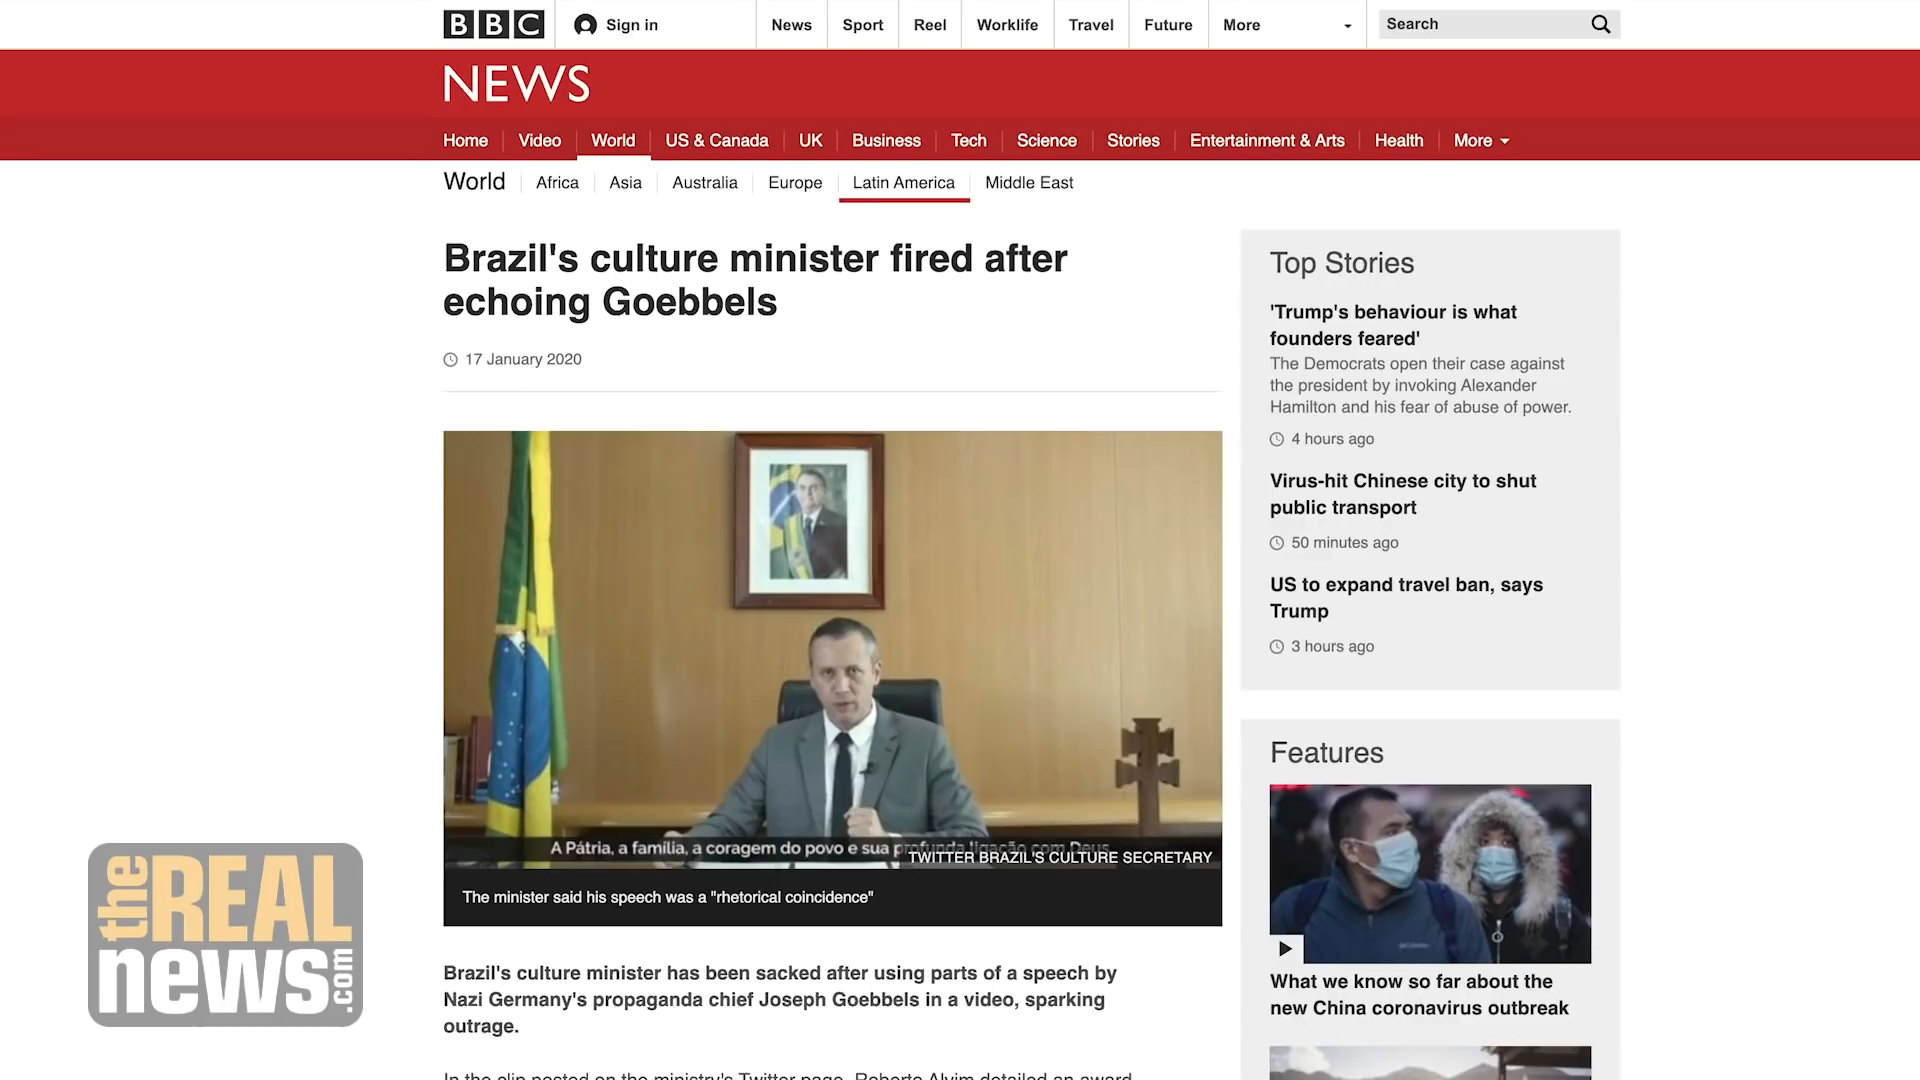 BBC
Sign in
News
Sport
Reel
Worklife
Travel
Future
More
Search
NEWS
Home
Video
World
US & Canada
UK
Business
Tech
Science
Stories
Entertainment & Arts
Health
More
World
Africa
Asia
Australia
Europe
Latin America
Middle East
Brazil's culture minister fired after
echoing Goebbels
17 January 2020
A Pátria, a família, a coragem do povo e sua profunda ligação com Deus
TWITTER BRAZIL'S CULTURE SECRETARY
The minister said his speech was a "rhetorical coincidence"
Brazil's culture minister has been sacked after using parts of a speech by
Nazi Germany's propaganda chief Joseph Goebbels in a video, sparking
outrage.
In the clip posted on the ministry's Twitter page, Roberto Alvim detailed an award
Top Stories
'Trump's behaviour is what
founders feared'
The Democrats open their case against
the president by invoking Alexander
Hamilton and his fear of abuse of power.
4 hours ago
Virus-hit Chinese city to shut
public transport
50 minutes ago
US to expand travel ban, says
Trump
3 hours ago
Features
What we know so far about the
new China coronavirus outbreak
the REAL
news.com